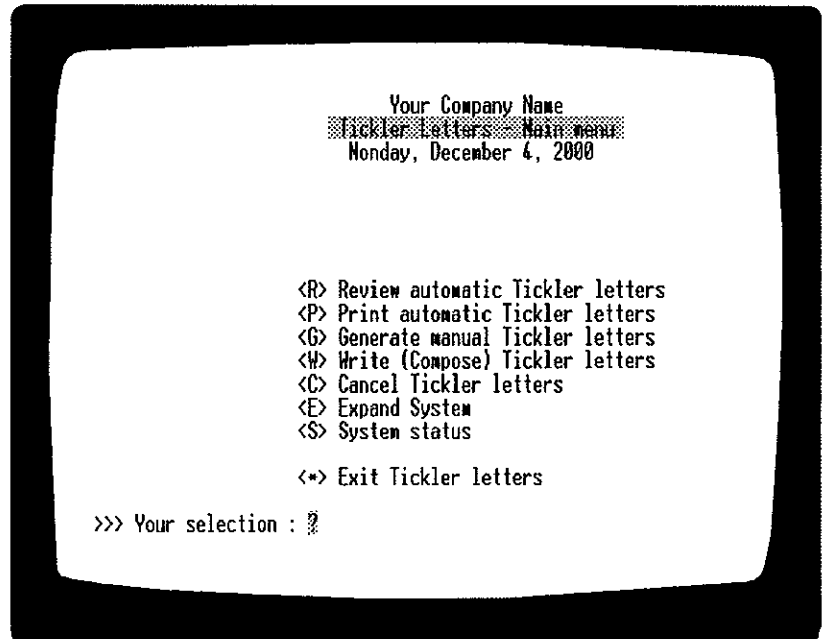 Your Company Name
Tickler Letters - Main menu
Monday, December 4, 2000
<R> Review automatic Tickler letters
<P> Print automatic Tickler letters
<G> Generate manual Tickler letters
<W> Write (Compose) Tickler letters
<C> Cancel Tickler letters
<E> Expand System
<S> System status
<*> Exit Tickler letters
>>> Your selection : ?